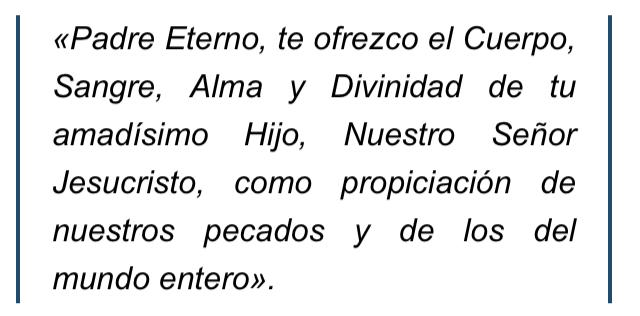 «Padre Eterno, te ofrezco el Cuerpo,
Sangre, Alma y Divinidad de tu
amadísimo Hijo, Nuestro Señor
Jesucristo, como propiciación de
nuestros pecados y de los del
mundo entero».